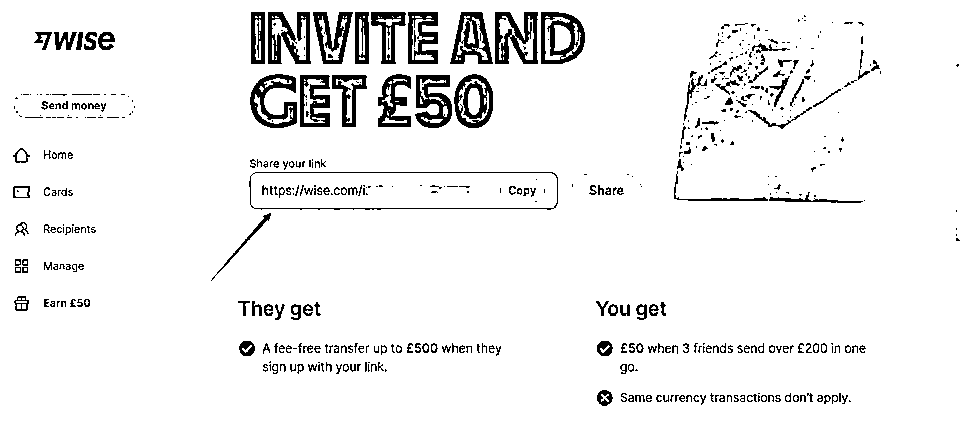 wise
Send money
Home
Cards
Recipients
Manage
Earn £50
INVITE AND
GET £50
Share your link
https://wise.com/i
Copy
Share
They get
A fee-free transfer up to £500 when they
sign up with your link.
You get
£50 when 3 friends send over £200 in one
go.
Same currency transactions don't apply.